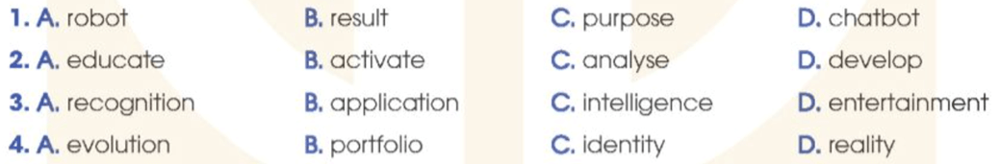 1. A. robot B. result C. purpose D. chatbot
2. A. educate B. activate C. analyse D. develop
3. A. recognition B. application C. intelligence D. entertainment
4. A. evolution B. portfolio C. identity D. reality